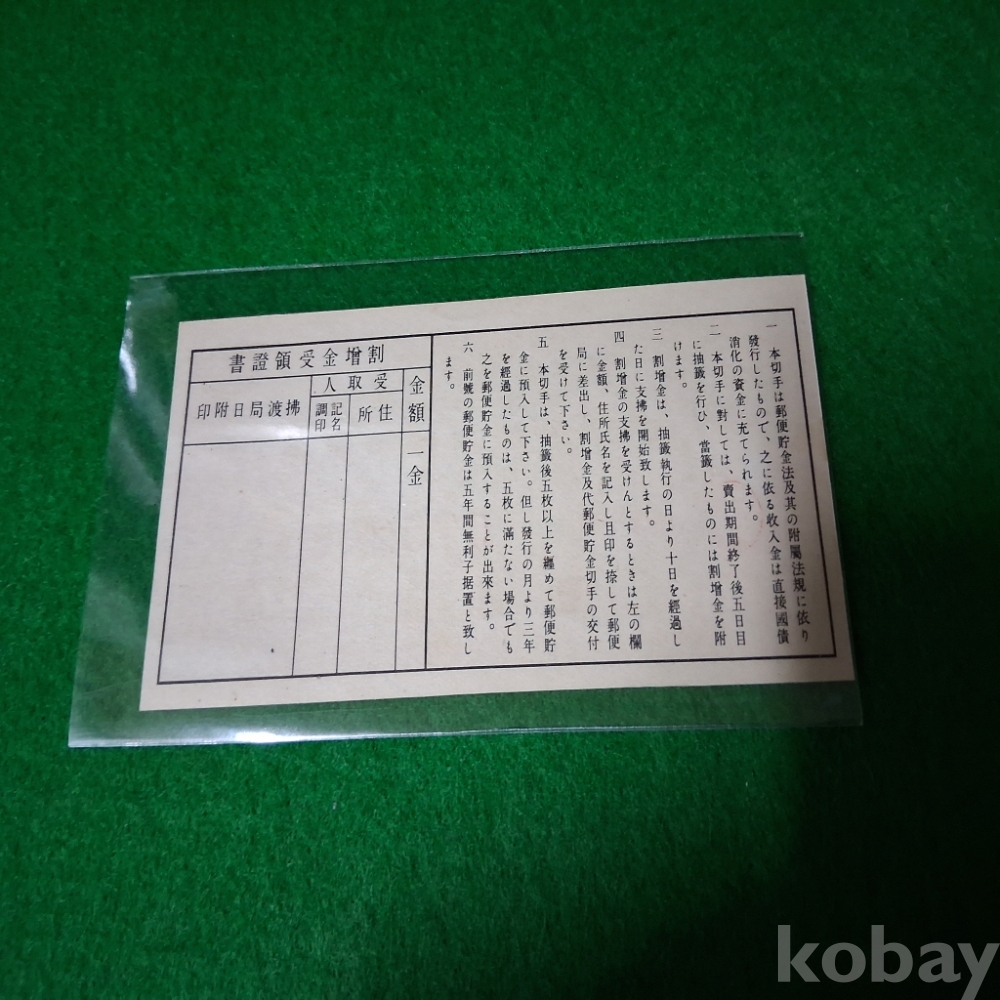 一　本切手は郵便貯金法及其の附屬法規に依り
發行したもので、之に依る收入金は直接國債
消化の資金に充てられます。
二　本切手に對しては、賣出期間終了後五日目
に抽籤を行ひ、當籤したものには割增金を附
けます。
三　割增金は、抽籤執行の日より十日を經過し
た日に支拂を開始致します。
四　割增金の支拂を受けんとするときは左の欄
に金額、住所氏名を記入し且印を捺して郵便
局に差出し、割增金及代郵便貯金切手の交付
を受けて下さい。
五　本切手は、抽籤後五枚以上を纏めて郵便貯
金に預入して下さい。但し發行の月より三年
を經過したものは、五枚に滿たない場合でも
之を郵便貯金に預入することが出來ます。
六　前號の郵便貯金は五年間無利子据置と致し
ます。
書證領受金增割
金額
人取受
所住
記名
調印
印附日局渡拂
一金
kobay